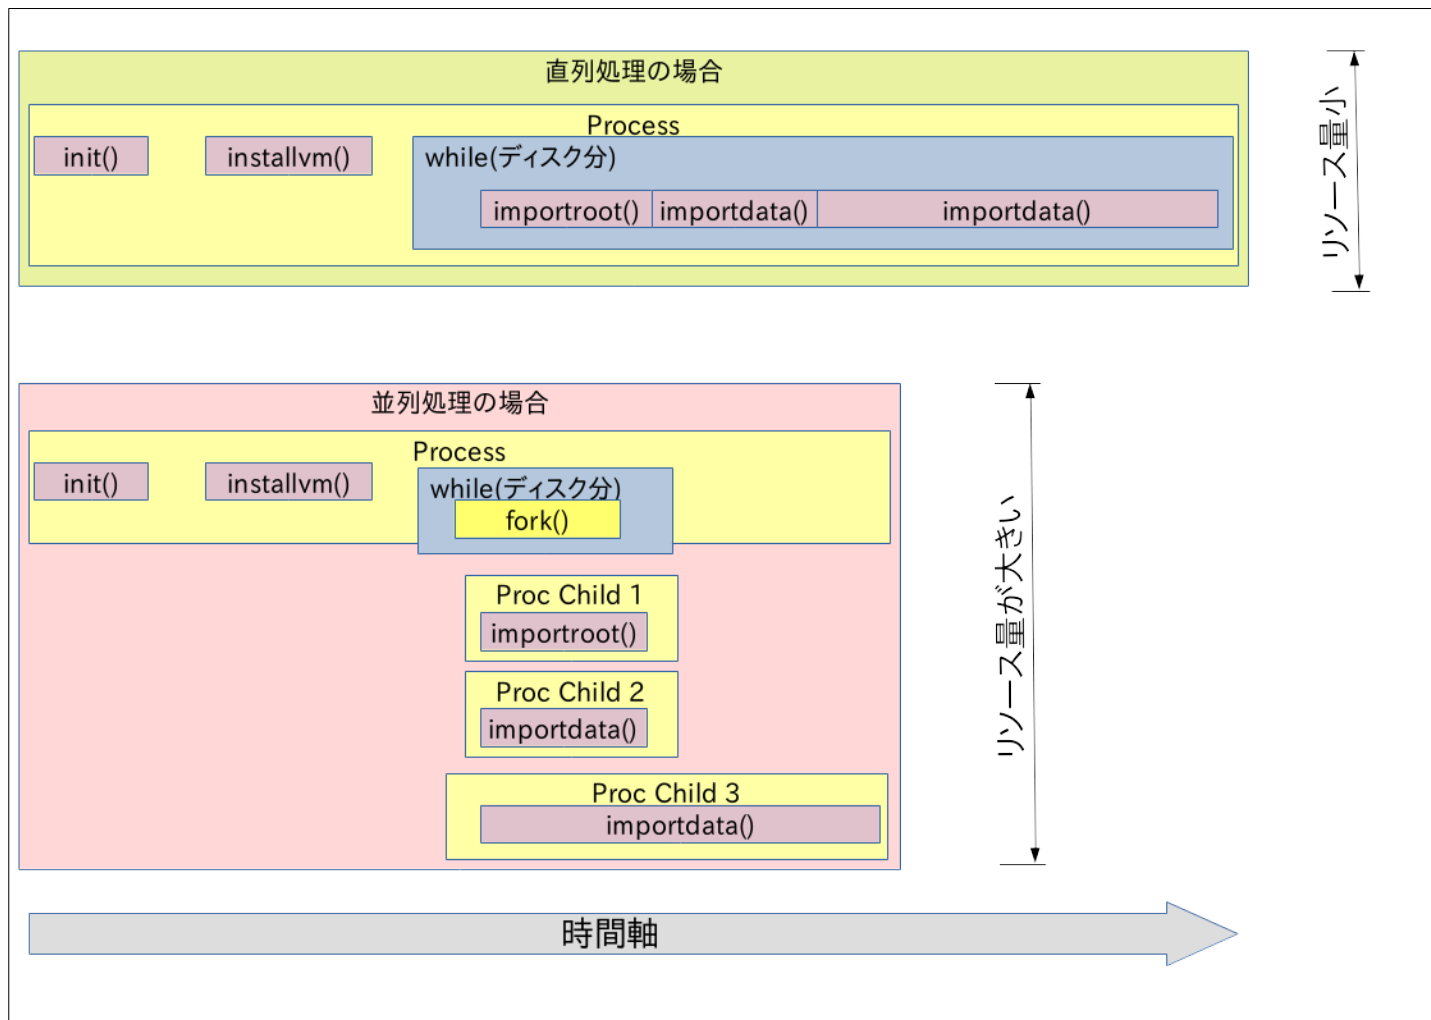 直列処理の場合
Process
init()
installvm()
while(ディスク分)
importroot()
importdata()
importdata()
リソース量小
並列処理の場合
Process
init()
installvm()
while(ディスク分)
fork()
Proc Child 1
importroot()
Proc Child 2
importdata()
Proc Child 3
importdata()
リソース量が大きい
時間軸